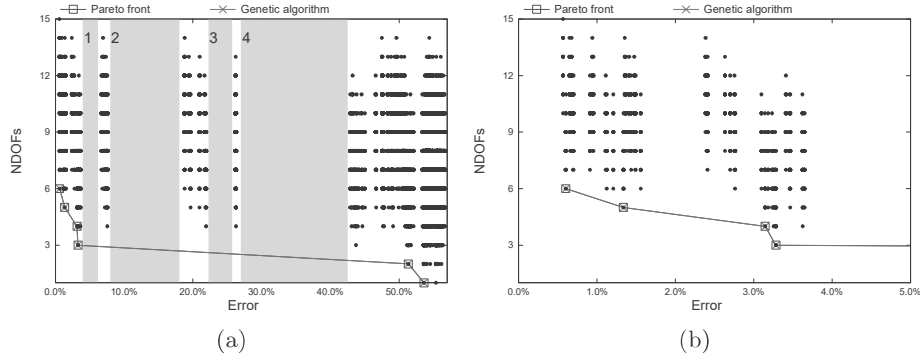 Pareto front Genetic algorithm
15
12
9
6
3
NDOFs
1 2 3 4
0.0% 10.0% 20.0% 30.0% 40.0% 50.0%
Error
(a)
Pareto front Genetic algorithm
15
12
9
6
3
NDOFs
0.0% 1.0% 2.0% 3.0% 4.0% 5.0%
Error
(b)